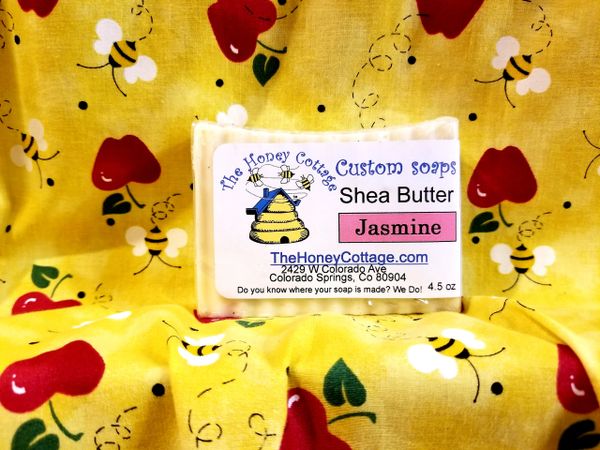 The Honey Cottage
Custom soaps
Shea Butter
Jasmine
TheHoneyCottage.com
2429 W Colorado Ave
Colorado Springs, Co 80904
Do you know where your soap is made? We Do! 4.5 oz